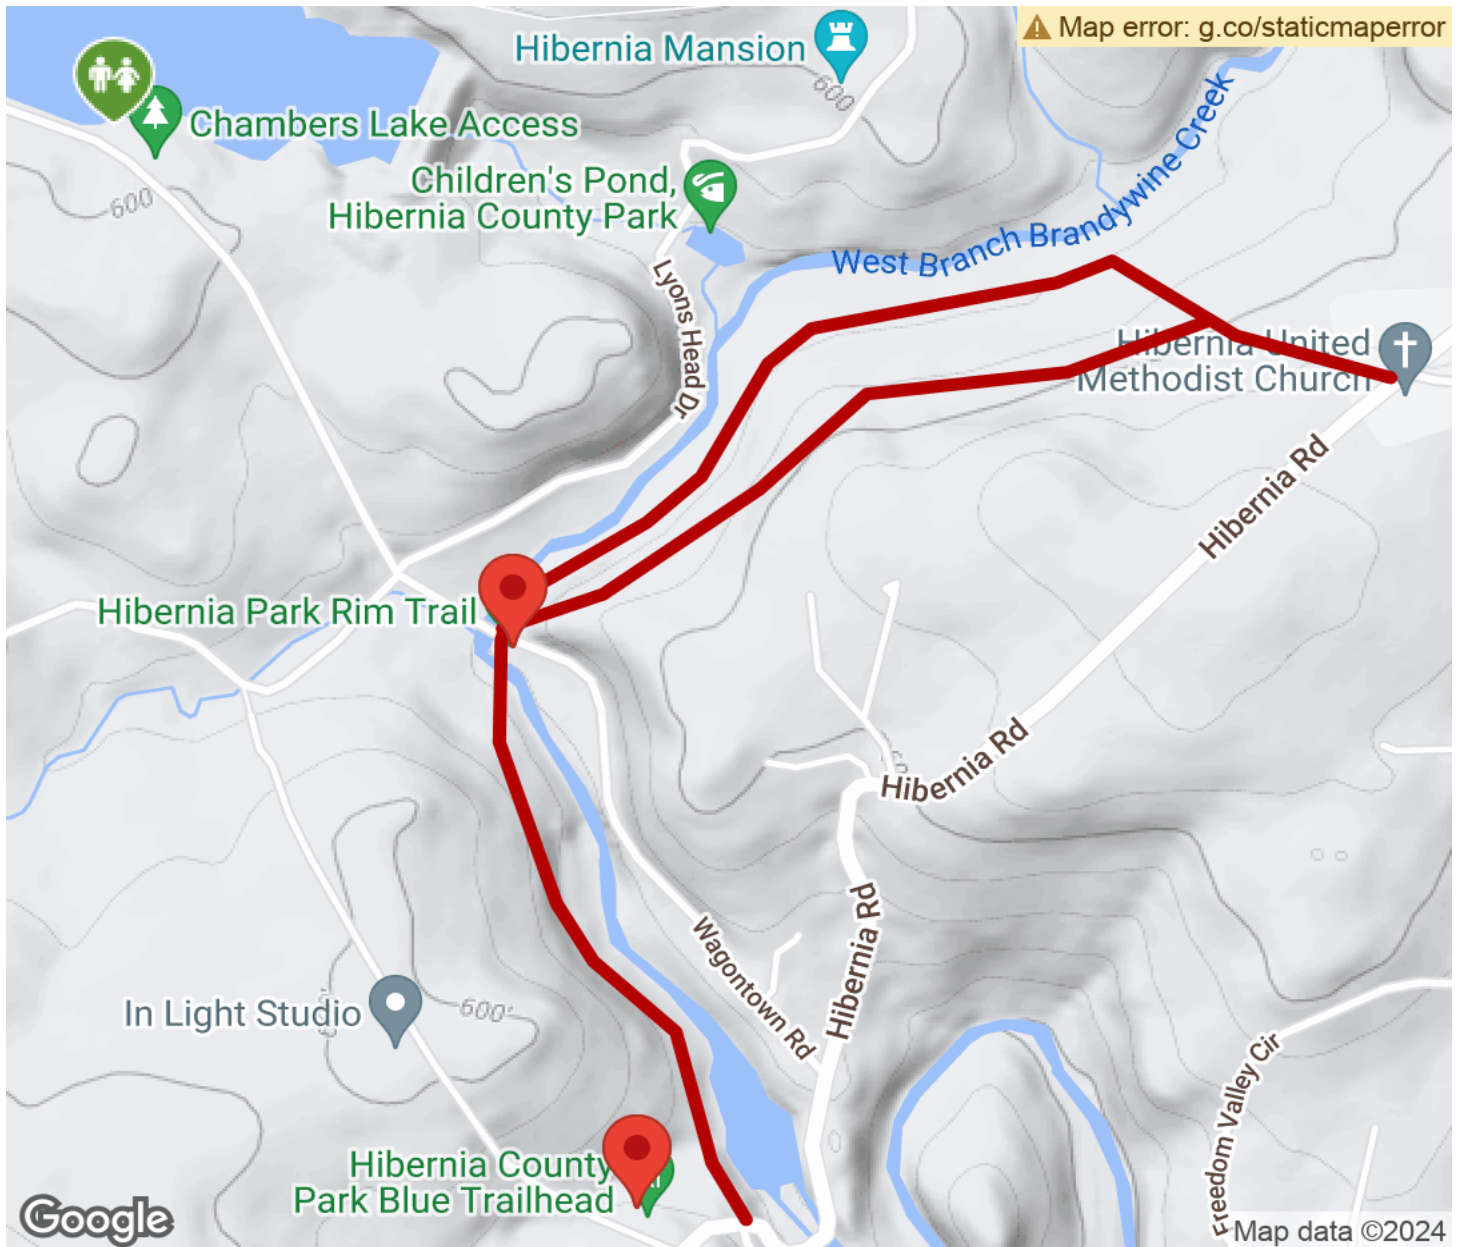 Map error: g.co/staticmaperror
Hibernia Mansion
600
Chambers Lake Access
Children's Pond,
Hibernia County Park
600
West Branch Brandywine Creek
Lyons Head Dr
Hibernia United
Methodist Church
Hibernia Rd
Hibernia Park Rim Trail
Hibernia Rd
Hibernia Rd
Wagontown Rd
In Light Studio
600'
Freedom Valley Cir
Hibernia County
Park Blue Trailhead
Google
Map data ©2024